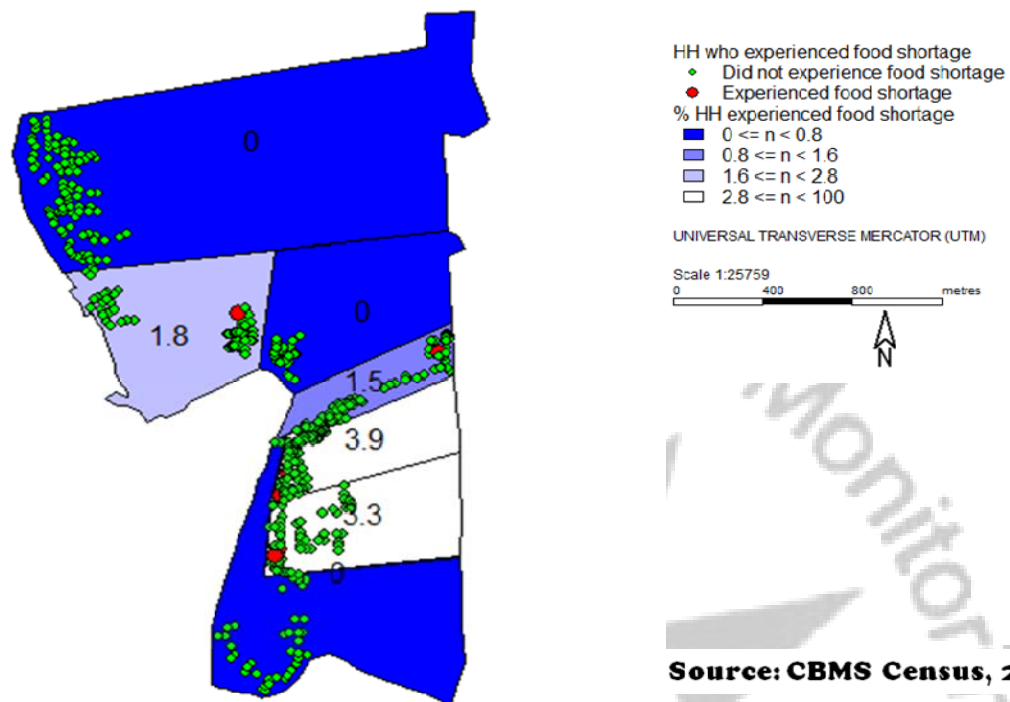 0
1.8
0
1.5
3.9
3.3
0
HH who experienced food shortage
Did not experience food shortage
Experienced food shortage
% HH experienced food shortage
0 <= n < 0.8
0.8 <= n < 1.6
1.6 <= n < 2.8
2.8 <= n < 100
UNIVERSAL TRANSVERSE MERCATOR (UTM)
Scale 1:25759
0 400 800 metres
N
Monitor
Source: CBMS Census, 2